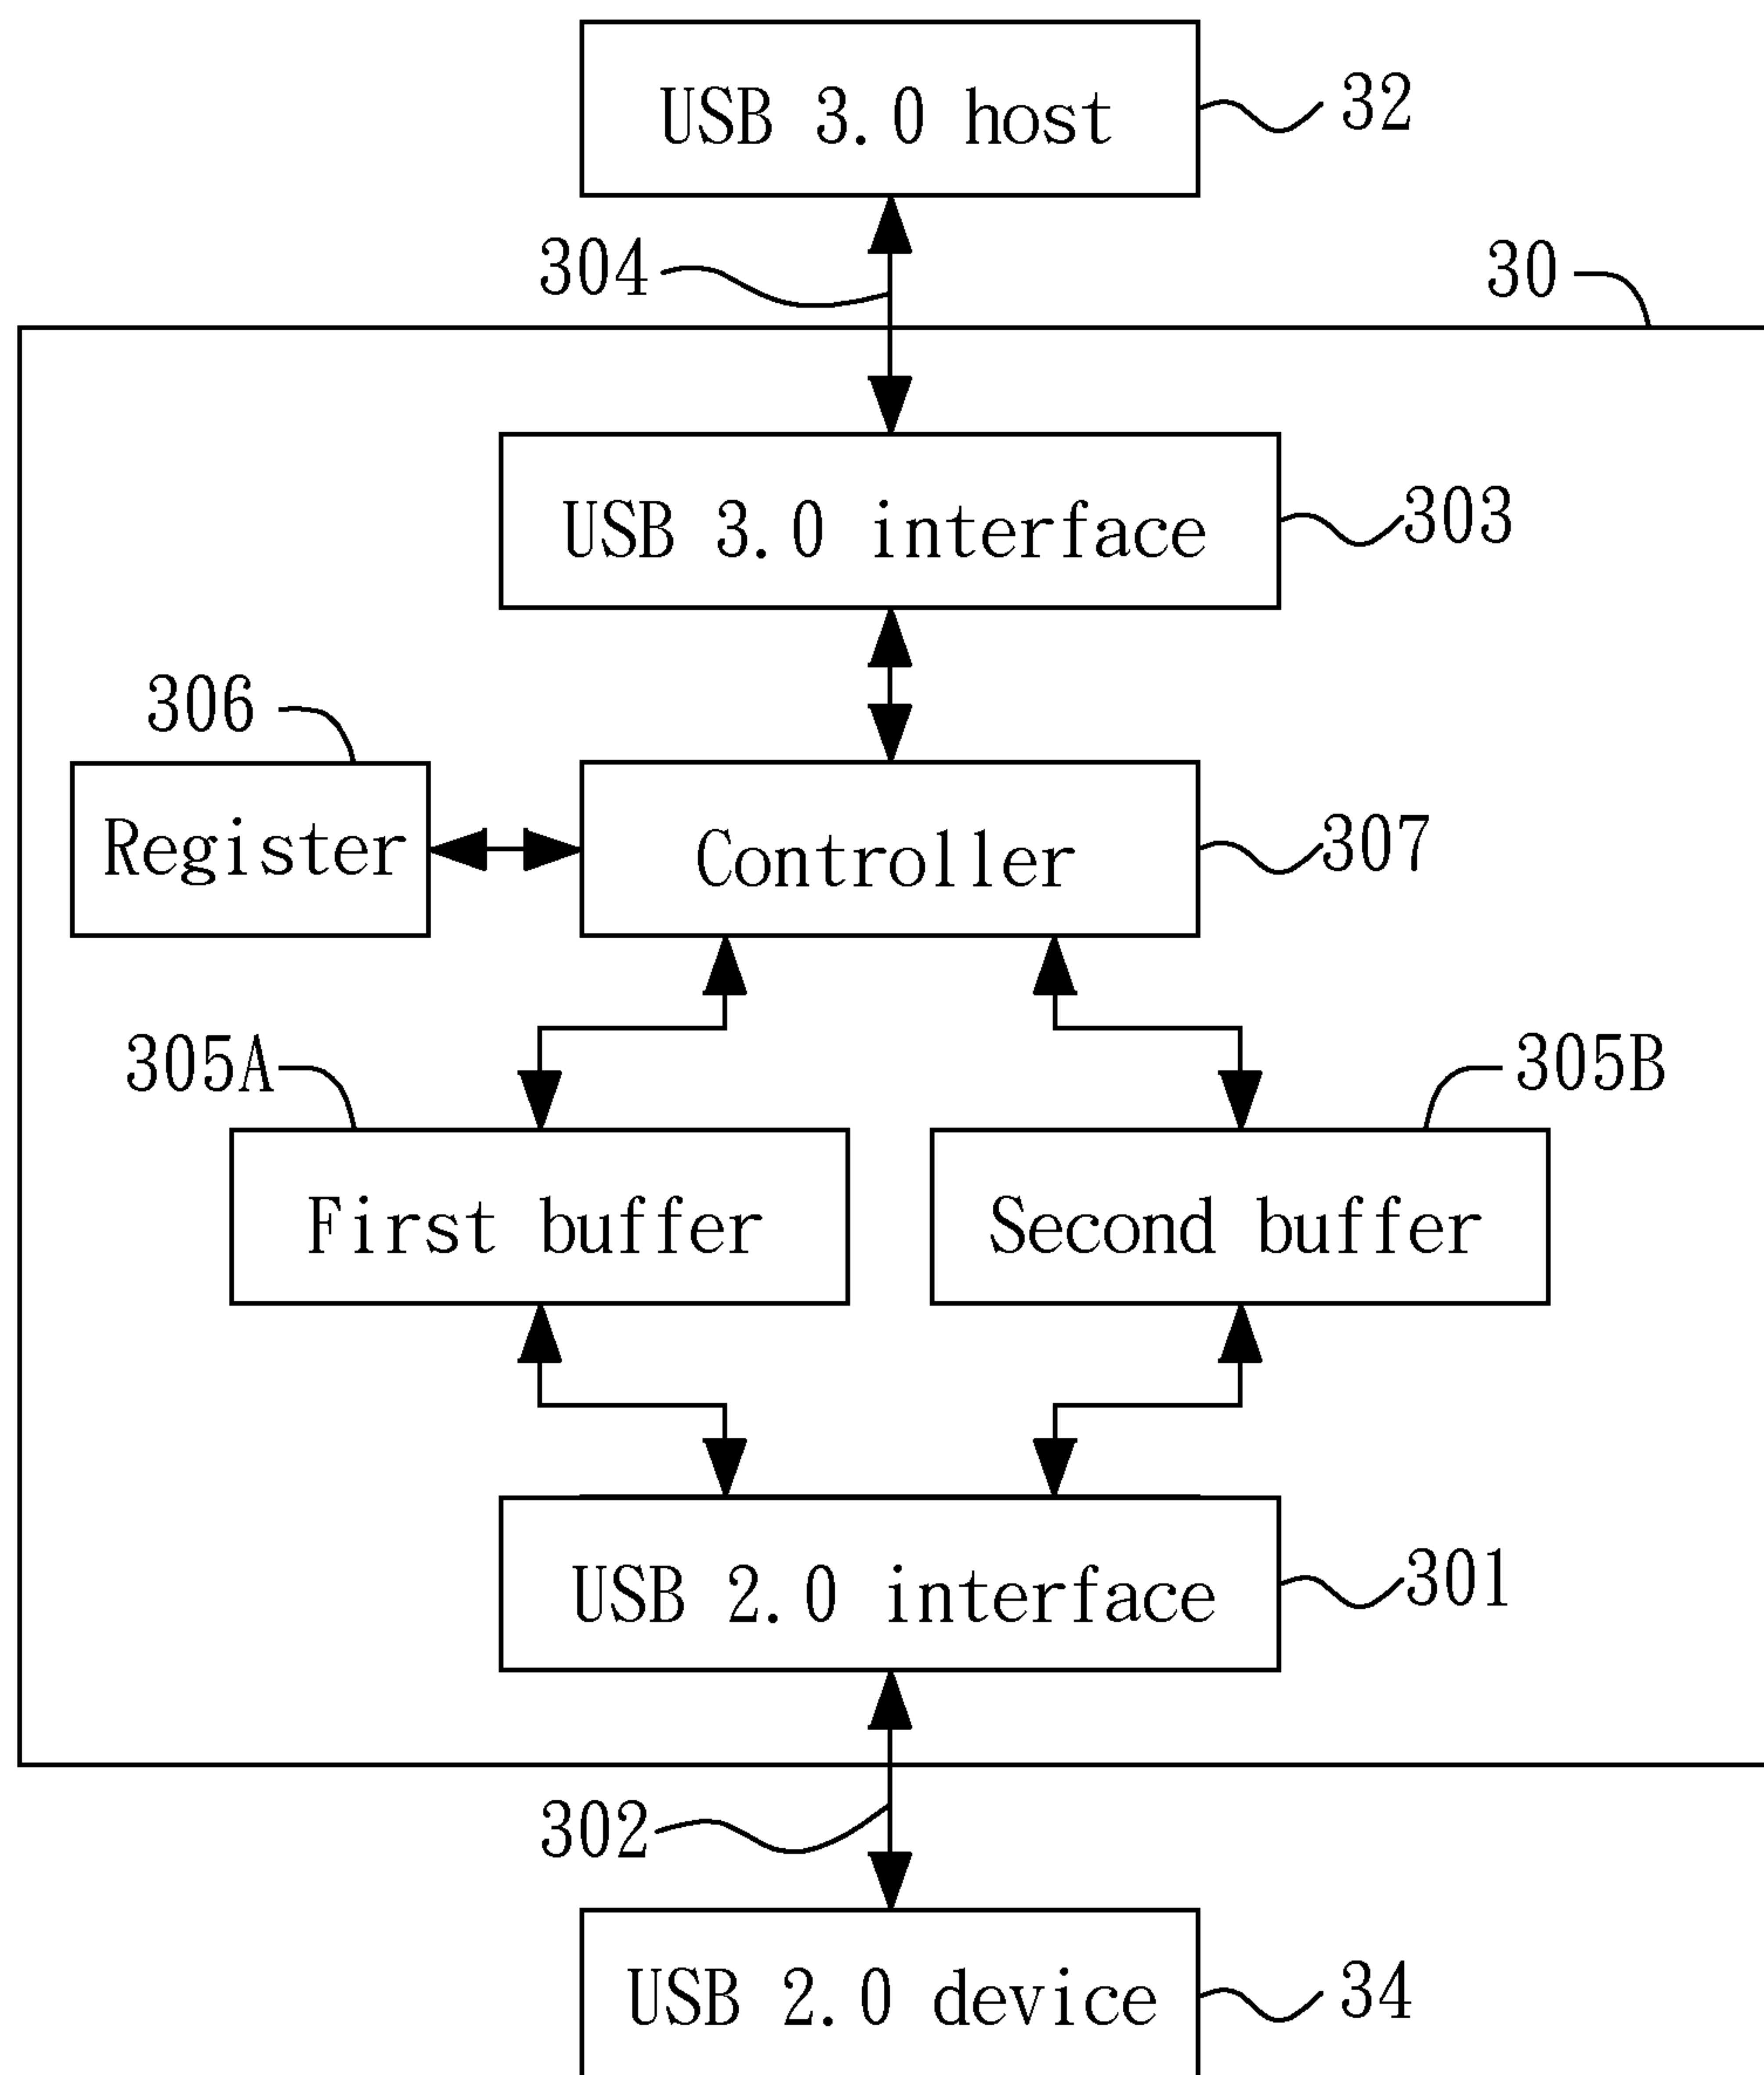 USB 3.0 host
32
304
30
USB 3.0 interface
303
306
Register
Controller
307
305A
305B
First buffer
Second buffer
USB 2.0 interface
301
302
USB 2.0 device
34